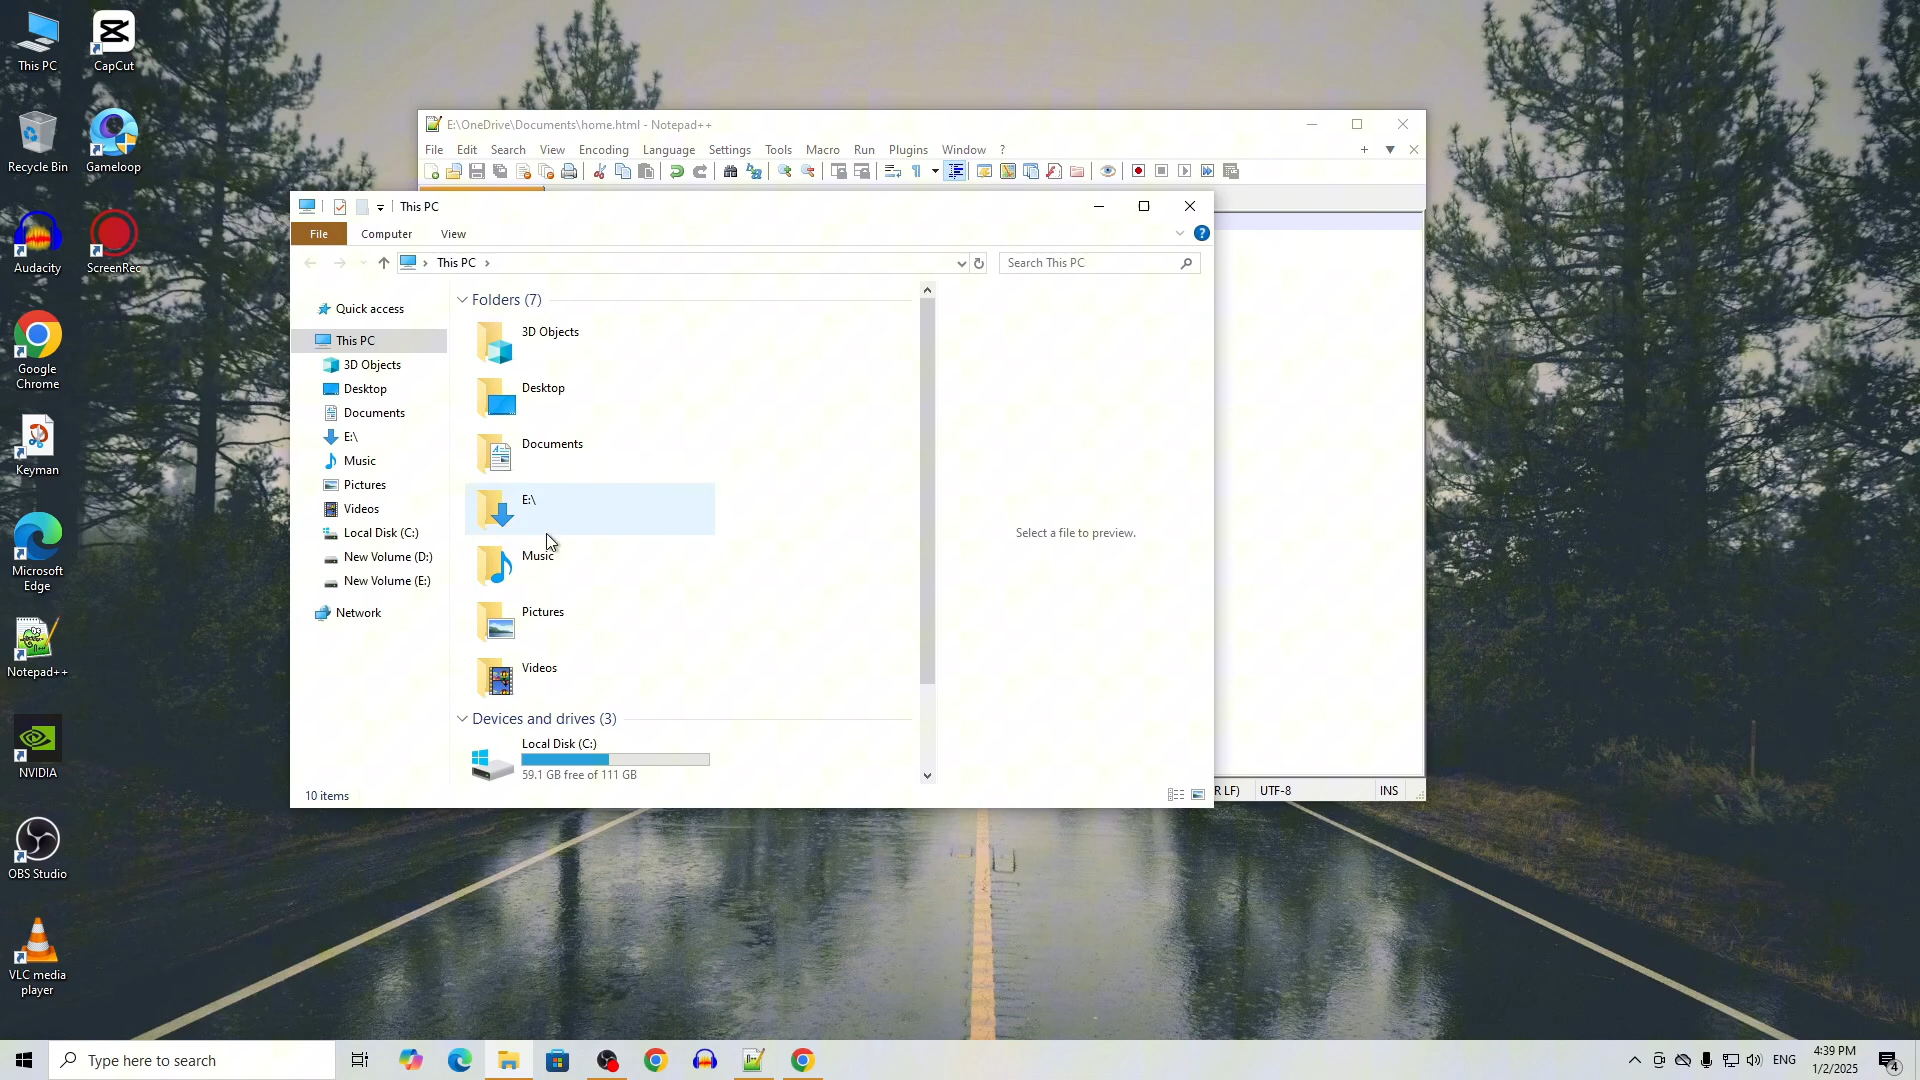 This PC
CapCut
Recycle Bin
Gameloop
Audacity
ScreenRec
Google
Chrome
Keyman
Microsoft
Edge
Notepad++
NVIDIA
OBS Studio
VLC media
player
E:\OneDrive\Documents\home.html - Notepad++
File Edit Search View Encoding Language Settings Tools Macro Run Plugins Window ?
This PC
File Computer View
This PC
Search This PC
Quick access
This PC
3D Objects
Desktop
Documents
E:\
Music
Pictures
Videos
Local Disk (C:)
New Volume (D:)
New Volume (E:)
Network
Folders (7)
3D Objects
Desktop
Documents
E:\
Music
Pictures
Videos
Devices and drives (3)
Local Disk (C:)
59.1 GB free of 111 GB
Select a file to preview.
10 items
R LF) UTF-8 INS
Type here to search
ENG
4:39 PM
1/2/2025
4